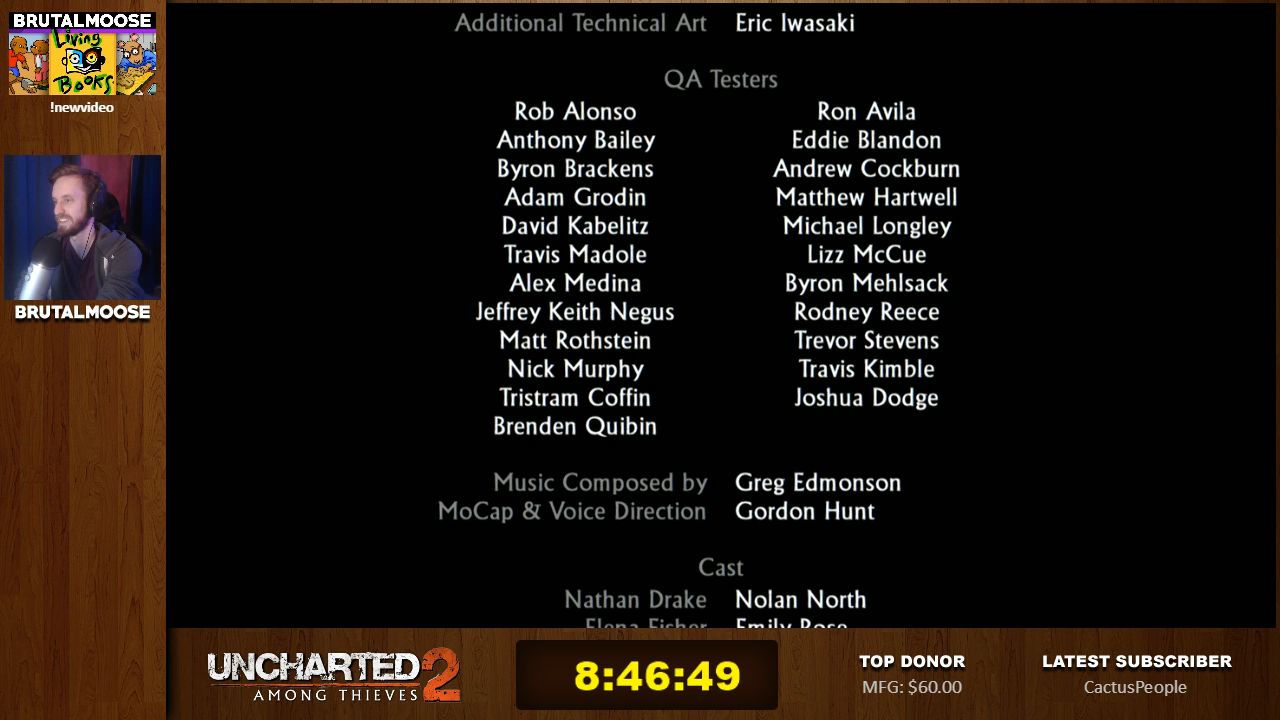 BRUTALMOOSE
Living
Books
!newvideo
BRUTALMOOSE
Additional Technical Art Eric Iwasaki
QA Testers
Rob Alonso Ron Avila
Anthony Bailey Eddie Blandon
Byron Brackens Andrew Cockburn
Adam Grodin Matthew Hartwell
David Kabelitz Michael Longley
Travis Madole Lizz McCue
Alex Medina Byron Mehlsack
Jeffrey Keith Negus Rodney Reece
Matt Rothstein Trevor Stevens
Nick Murphy Travis Kimble
Tristram Coffin Joshua Dodge
Brenden Quibin
Music Composed by Greg Edmonson
MoCap & Voice Direction Gordon Hunt
Cast
Nathan Drake Nolan North
Elena Fisher Emily Rose
UNCHARTED 2
AMONG THIEVES
8:46:49
TOP DONOR
MFG: $60.00
LATEST SUBSCRIBER
CactusPeople